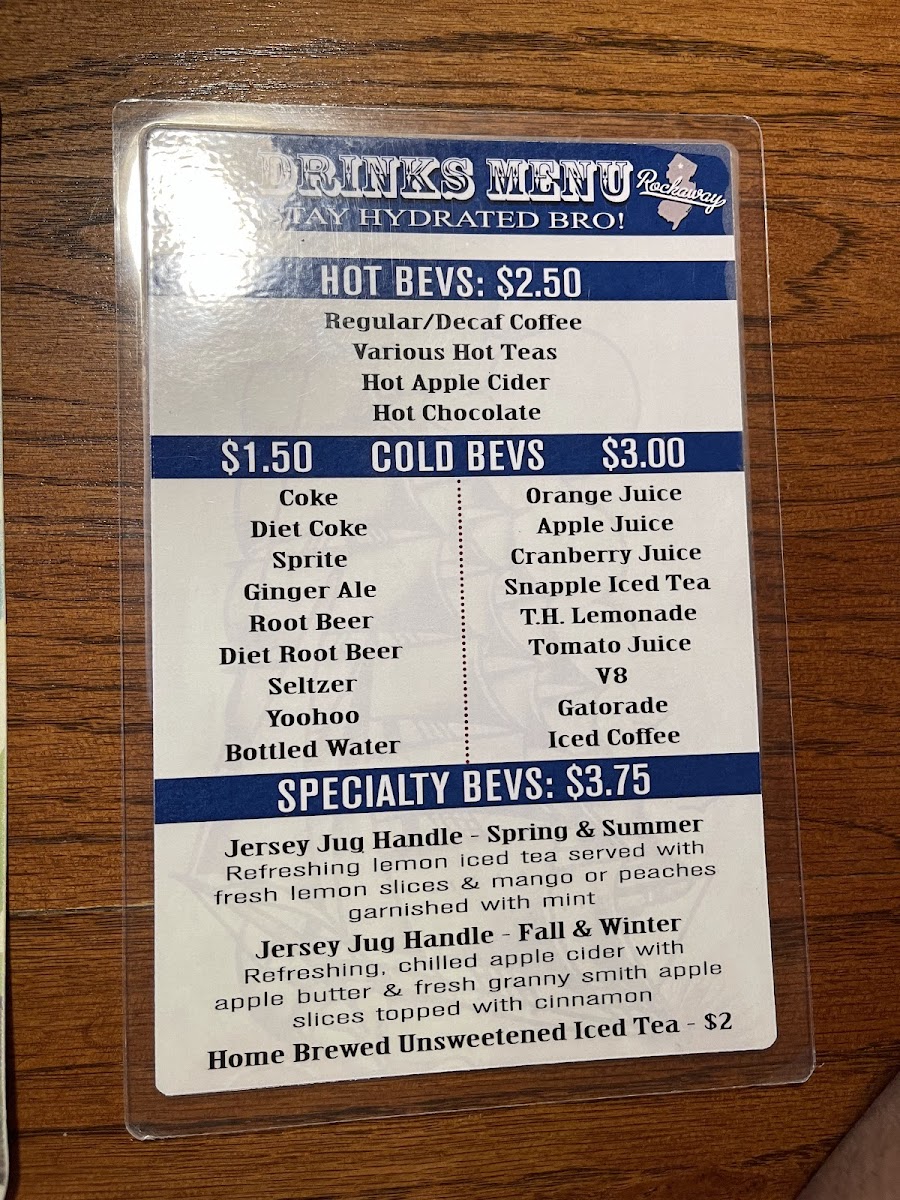 DRINKS MENU
Rockaway
TAY HYDRATED BRO!
HOT BEVS: $2.50
Regular/Decaf Coffee
Various Hot Teas
Hot Apple Cider
Hot Chocolate
$1.50 COLD BEVS $3.00
Coke
Diet Coke
Sprite
Ginger Ale
Root Beer
Diet Root Beer
Seltzer
Yoohoo
Bottled Water
Orange Juice
Apple Juice
Cranberry Juice
Snapple Iced Tea
T.H. Lemonade
Tomato Juice
V8
Gatorade
Iced Coffee
SPECIALTY BEVS: $3.75
Jersey Jug Handle - Spring & Summer
Refreshing lemon iced tea served with
fresh lemon slices & mango or peaches
garnished with mint
Jersey Jug Handle - Fall & Winter
Refreshing, chilled apple cider with
apple butter & fresh granny smith apple
slices topped with cinnamon
Home Brewed Unsweetened Iced Tea - $2